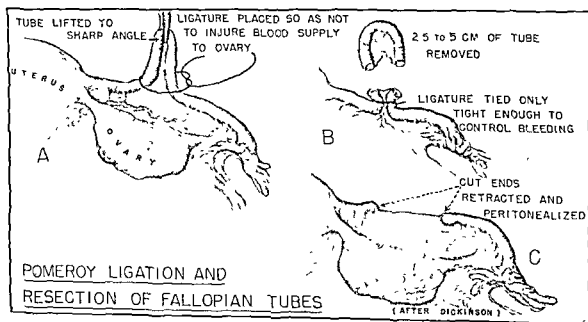 TUBE LIFTED TO
SHARP ANGLE
LIGATURE PLACED SO AS NOT
TO INJURE BLOOD SUPPLY
TO OVARY
UTERUS
OVARY
A
2.5 TO 5 CM OF TUBE
REMOVED
LIGATURE TIED ONLY
TIGHT ENOUGH TO
CONTROL BLEEDING
B
CUT ENDS
RETRACTED AND
PERITONEALIZED
C
POMEROY LIGATION AND
RESECTION OF FALLOPIAN TUBES
(AFTER DICKINSON)